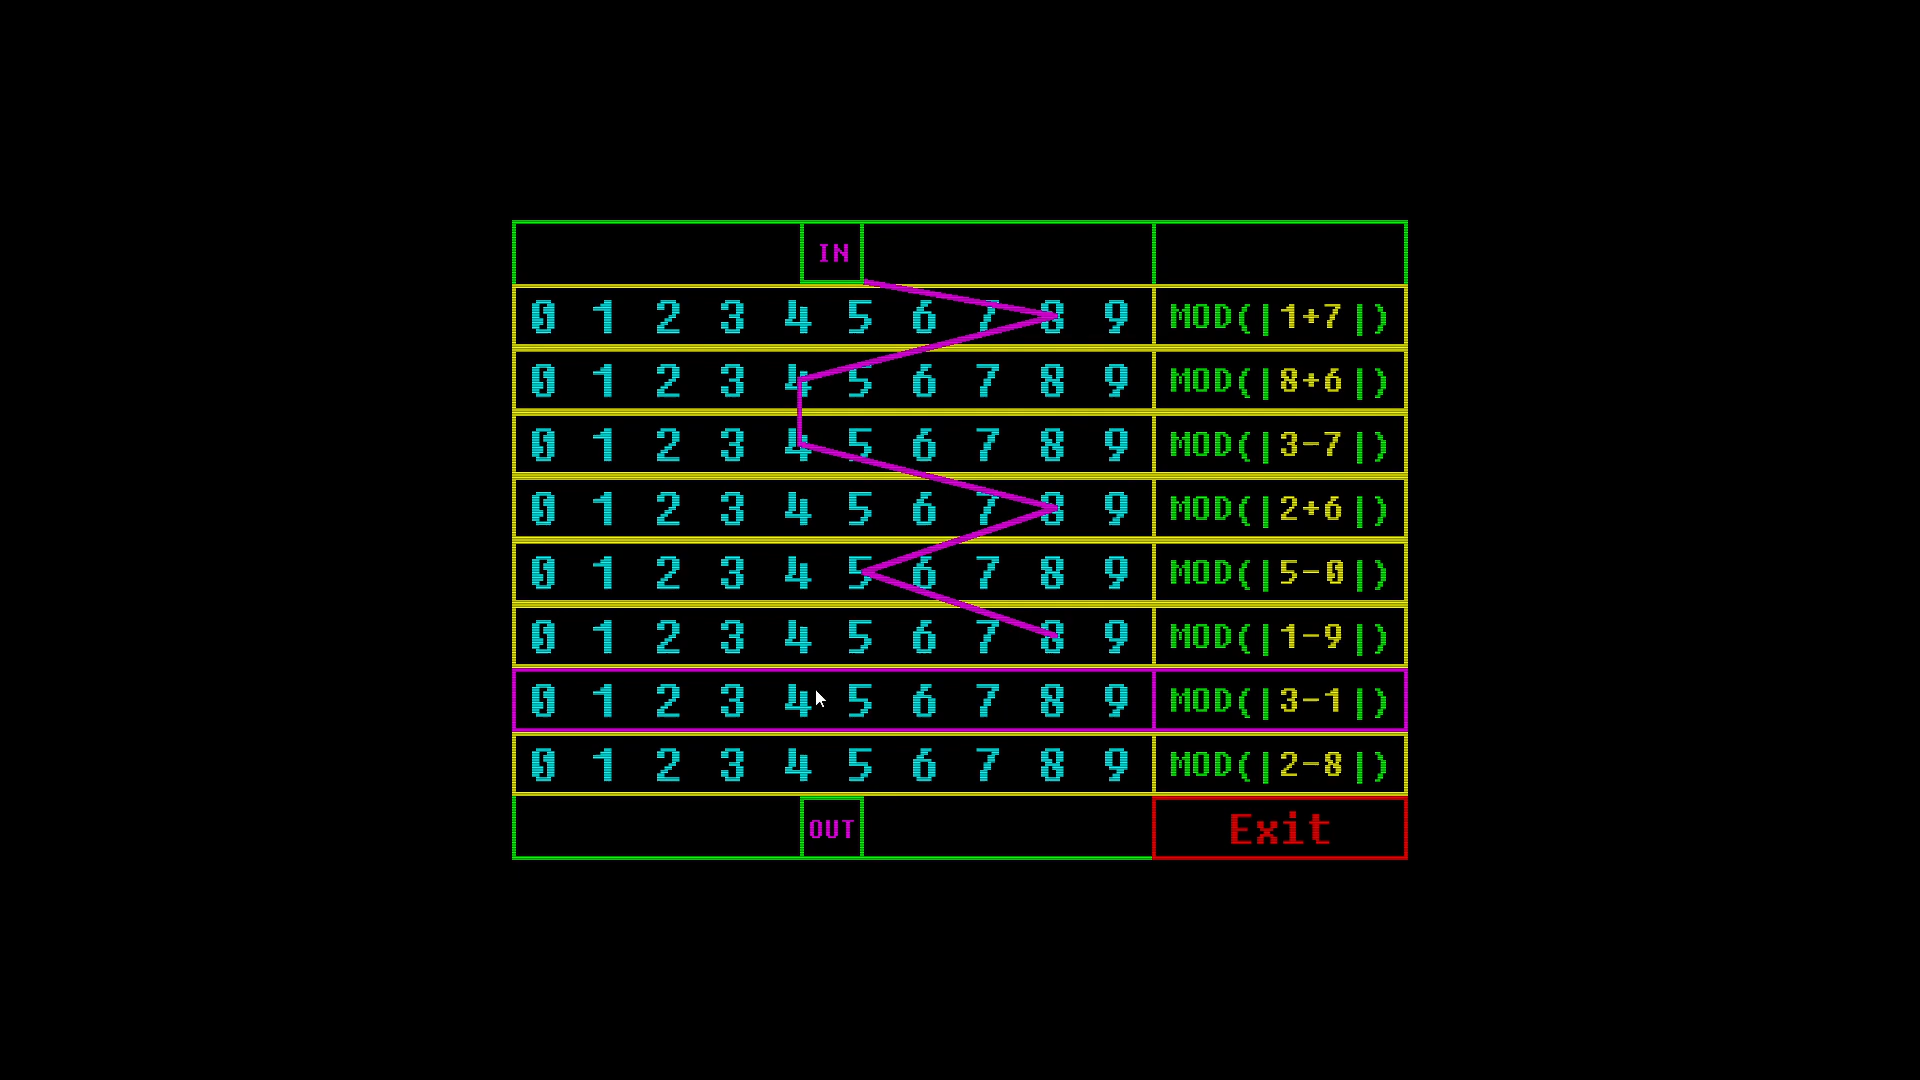 IN
0 1 2 3 4 5 6 7 8 9 MOD(|1+7|)
0 1 2 3 4 5 6 7 8 9 MOD(|8+6|)
0 1 2 3 4 5 6 7 8 9 MOD(|3-7|)
0 1 2 3 4 5 6 7 8 9 MOD(|2+6|)
0 1 2 3 4 5 6 7 8 9 MOD(|5-0|)
0 1 2 3 4 5 6 7 8 9 MOD(|1-9|)
0 1 2 3 4 5 6 7 8 9 MOD(|3-1|)
0 1 2 3 4 5 6 7 8 9 MOD(|2-8|)
OUT Exit